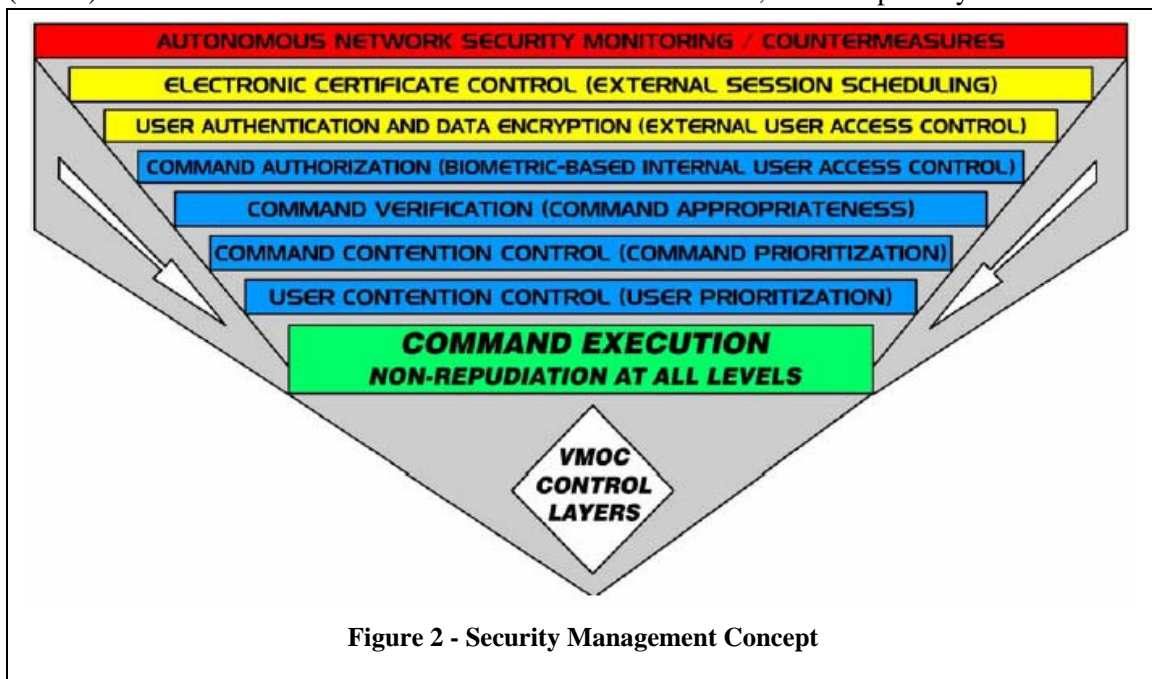 AUTONOMOUS NETWORK SECURITY MONITORING / COUNTERMEASURES
ELECTRONIC CERTIFICATE CONTROL (EXTERNAL SESSION SCHEDULING)
USER AUTHENTICATION AND DATA ENCRYPTION (EXTERNAL USER ACCESS CONTROL)
COMMAND AUTHORIZATION (BIOMETRIC-BASED INTERNAL USER ACCESS CONTROL)
COMMAND VERIFICATION (COMMAND APPROPRIATENESS)
COMMAND CONTENTION CONTROL (COMMAND PRIORITIZATION)
USER CONTENTION CONTROL (USER PRIORITIZATION)
COMMAND EXECUTION
NON-REPUDIATION AT ALL LEVELS
VMOC
CONTROL
LAYERS
Figure 2 - Security Management Concept